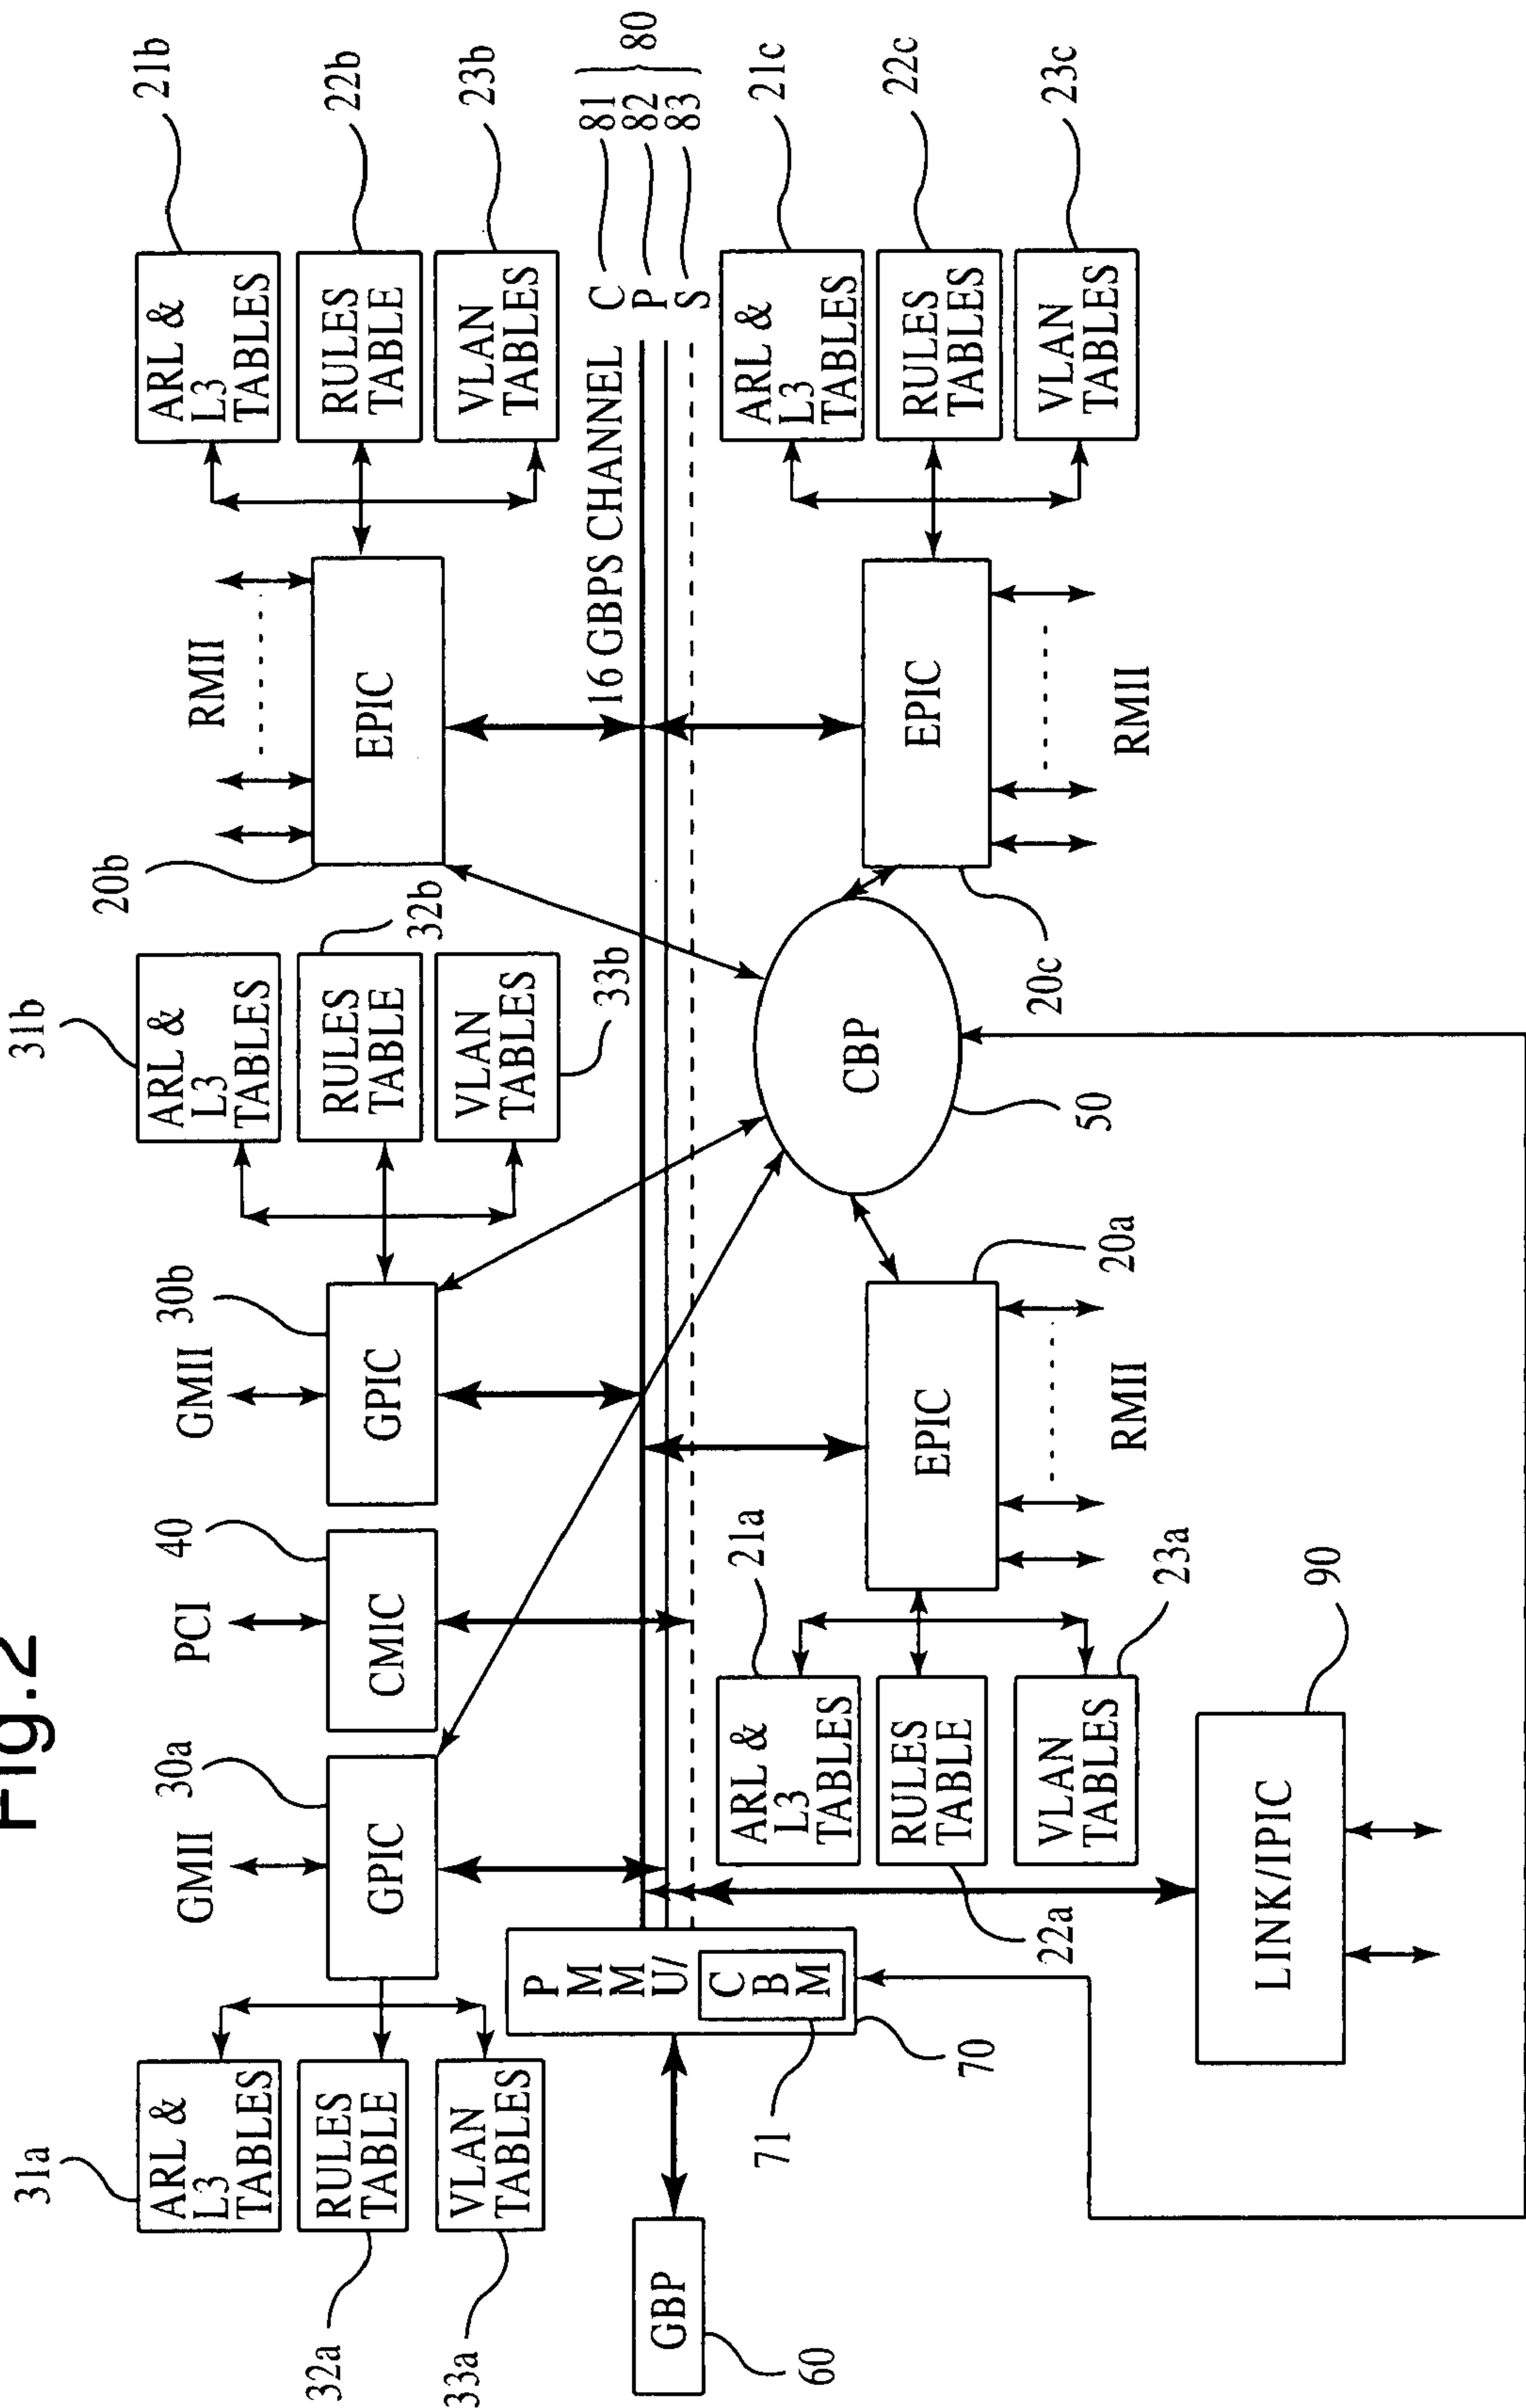 Fig.2
31a
ARL &
L3
TABLES
32a
RULES
TABLE
33a
VLAN
TABLES
GMII
30a
GPIC
PCI
40
CMIC
GMII
30b
GPIC
31b
ARL &
L3
TABLES
32b
RULES
TABLE
33b
VLAN
TABLES
20b
RMII
EPIC
21b
ARL &
L3
TABLES
22b
RULES
TABLE
23b
VLAN
TABLES
GBP
60
P
M
M
U/
C
B
M
71
70
16 GBPS CHANNEL
C
P
S
81
82
83
80
21a
ARL &
L3
TABLES
22a
RULES
TABLE
23a
VLAN
TABLES
EPIC
20a
RMII
CBP
50
20c
EPIC
RMII
21c
ARL &
L3
TABLES
22c
RULES
TABLES
23c
VLAN
TABLES
LINK/IPIC
90